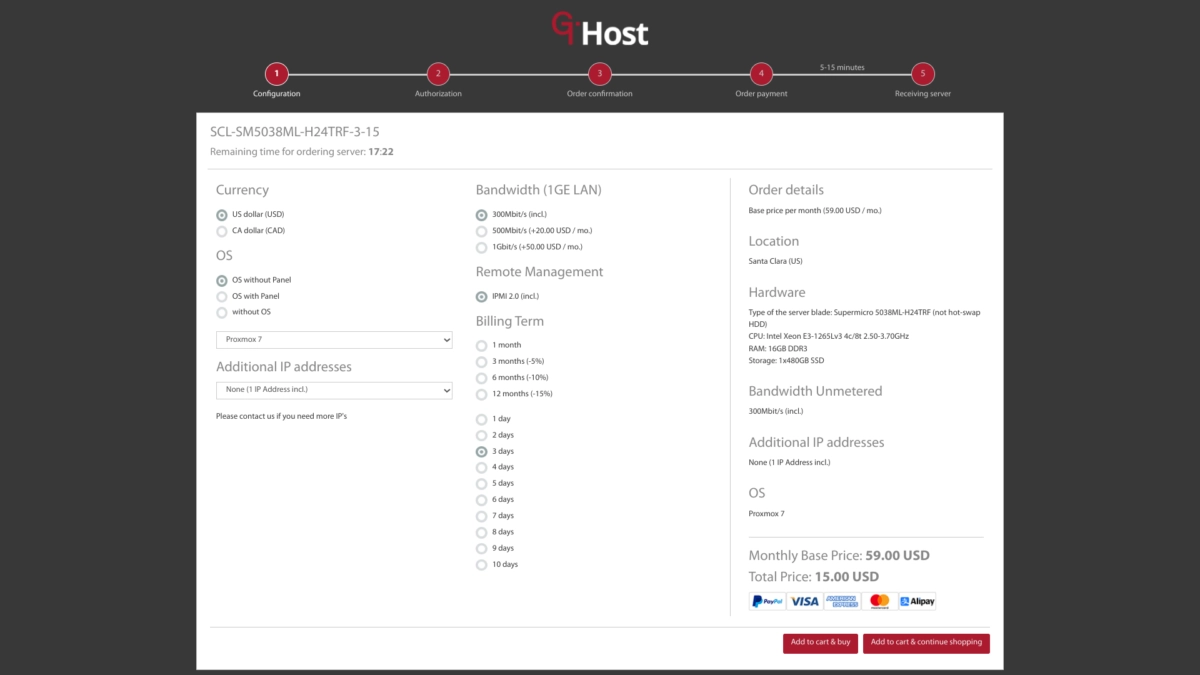 GTHost
5-15 minutes
1
2
3
4
5
Configuration
Authorization
Order confirmation
Order payment
Receiving server
SCL-SM5038ML-H24TRF-3-15
Remaining time for ordering server: 17:22
Currency
US dollar (USD)
CA dollar (CAD)
OS
OS without Panel
OS with Panel
without OS
Proxmox 7
Additional IP addresses
None (1 IP Address incl.)
Please contact us if you need more IP's
Bandwidth (1GE LAN)
300Mbit/s (incl.)
500Mbit/s (+20.00 USD / mo.)
1Gbit/s (+50.00 USD / mo.)
Remote Management
IPMI 2.0 (incl.)
Billing Term
1 month
3 months (-5%)
6 months (-10%)
12 months (-15%)
1 day
2 days
3 days
4 days
5 days
6 days
7 days
8 days
9 days
10 days
Order details
Base price per month (59.00 USD / mo.)
Location
Santa Clara (US)
Hardware
Type of the server blade: Supermicro 5038ML-H24TRF (not hot-swap
HDD)
CPU: Intel Xeon E3-1265Lv3 4c/8t 2.50-3.70GHz
RAM: 16GB DDR3
Storage: 1x480GB SSD
Bandwidth Unmetered
300Mbit/s (incl.)
Additional IP addresses
None (1 IP Address incl.)
OS
Proxmox 7
Monthly Base Price: 59.00 USD
Total Price: 15.00 USD
PayPal VISA AMERICAN EXPRESS Alipay
Add to cart & buy
Add to cart & continue shopping